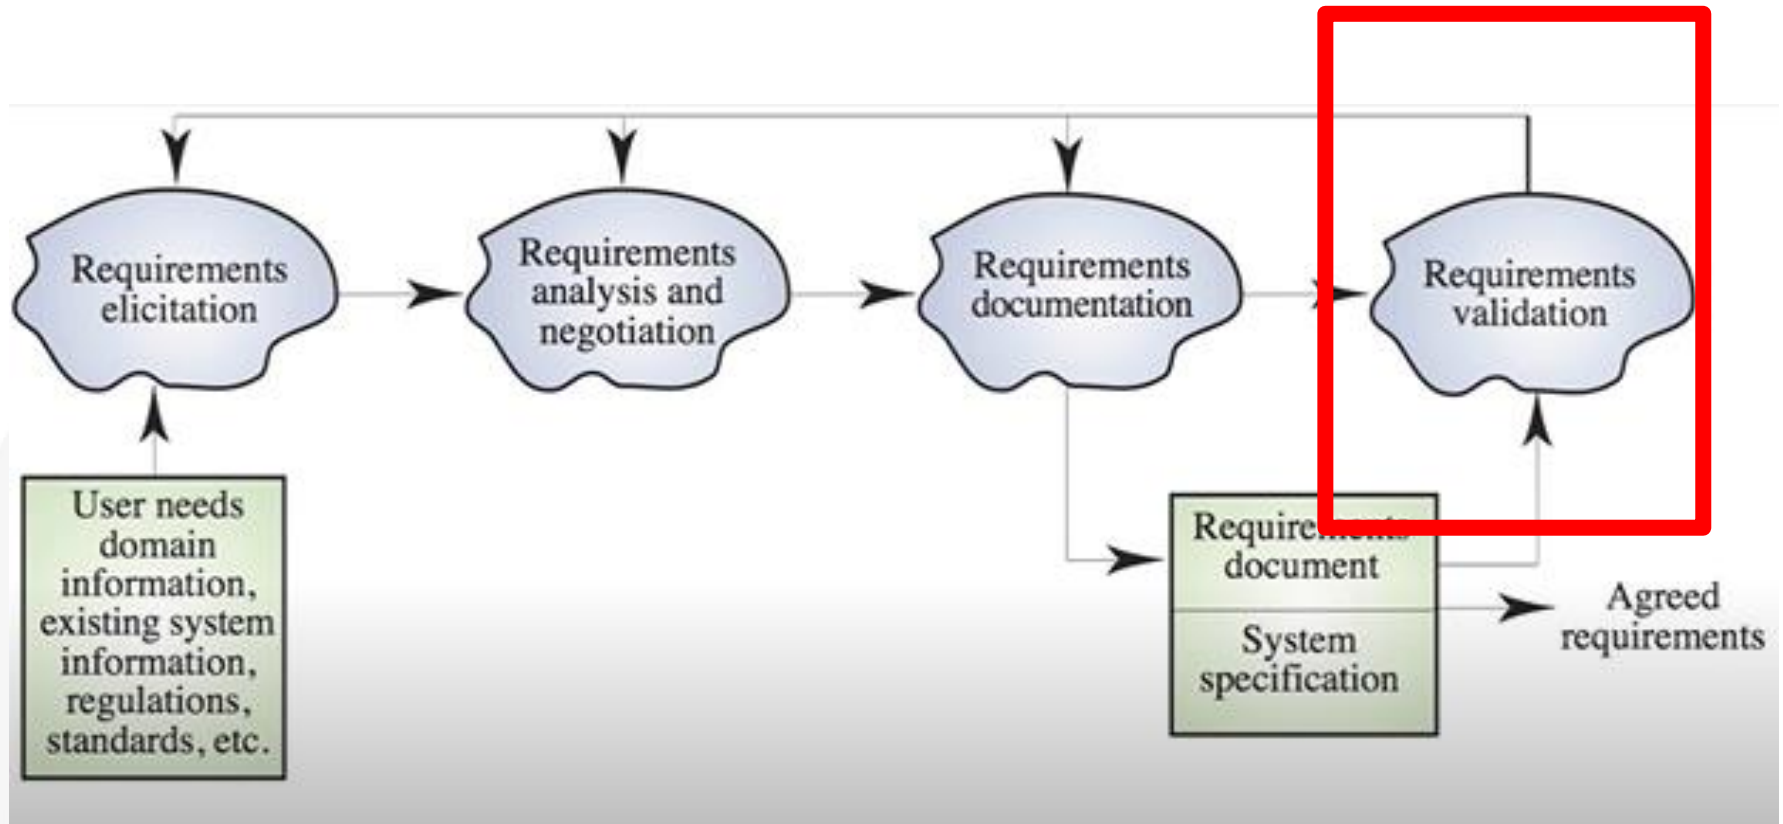 Requirements
elicitation
Requirements
analysis and
negotiation
Requirements
documentation
Requirements
validation
User needs
domain
information,
existing system
information,
regulations,
standards, etc.
Requirements
document
System
specification
Agreed
requirements